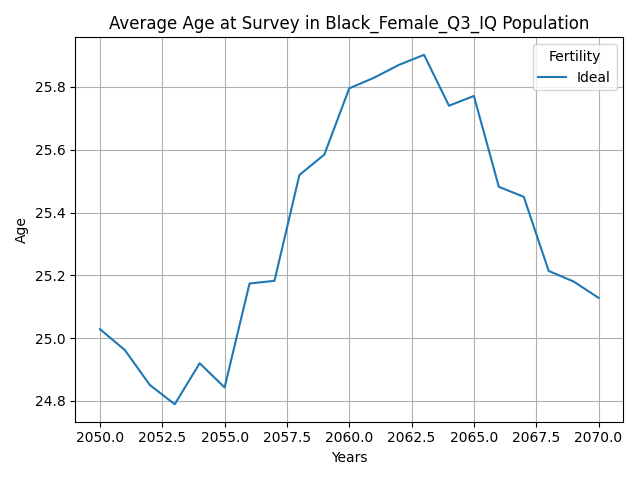 Average Age at Survey in Black_Female_Q3_IQ Population
Fertility
Ideal
25.8
25.6
25.4
25.2
25.0
24.8
Age
2050.0 2052.5 2055.0 2057.5 2060.0 2062.5 2065.0 2067.5 2070.0
Years